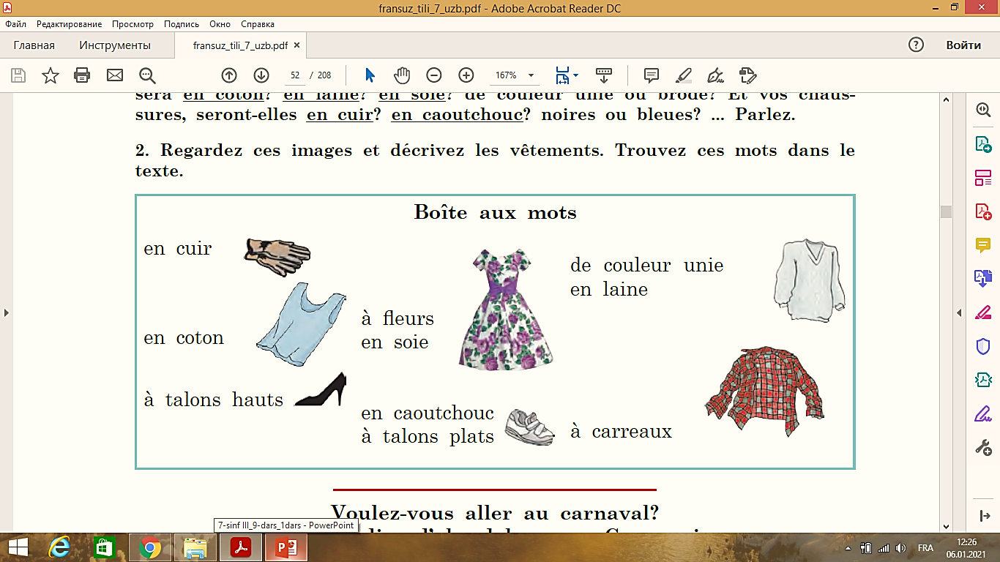 fransuz_tili_7_uzb.pdf - Adobe Acrobat Reader DC
Файл Редактирование Просмотр Подпись Окно Справка
Главная Инструменты fransuz_tili_7_uzb.pdf × Войти
52 / 208 167%
sera en coton? en laine? en soie? de couleur unie ou brodé? Et vos chaus-
sures, seront-elles en cuir? en caoutchouc? noires ou bleues? ... Parlez.
2. Regardez ces images et décrivez les vêtements. Trouvez ces mots dans le
texte.
Boîte aux mots
en cuir
en coton
à talons hauts
à fleurs
en soie
en caoutchouc
à talons plats
de couleur unie
en laine
à carreaux
Voulez-vous aller au carnaval?
7-sinf III_9-dars_1dars - PowerPoint
FRA
12:26
06.01.2021